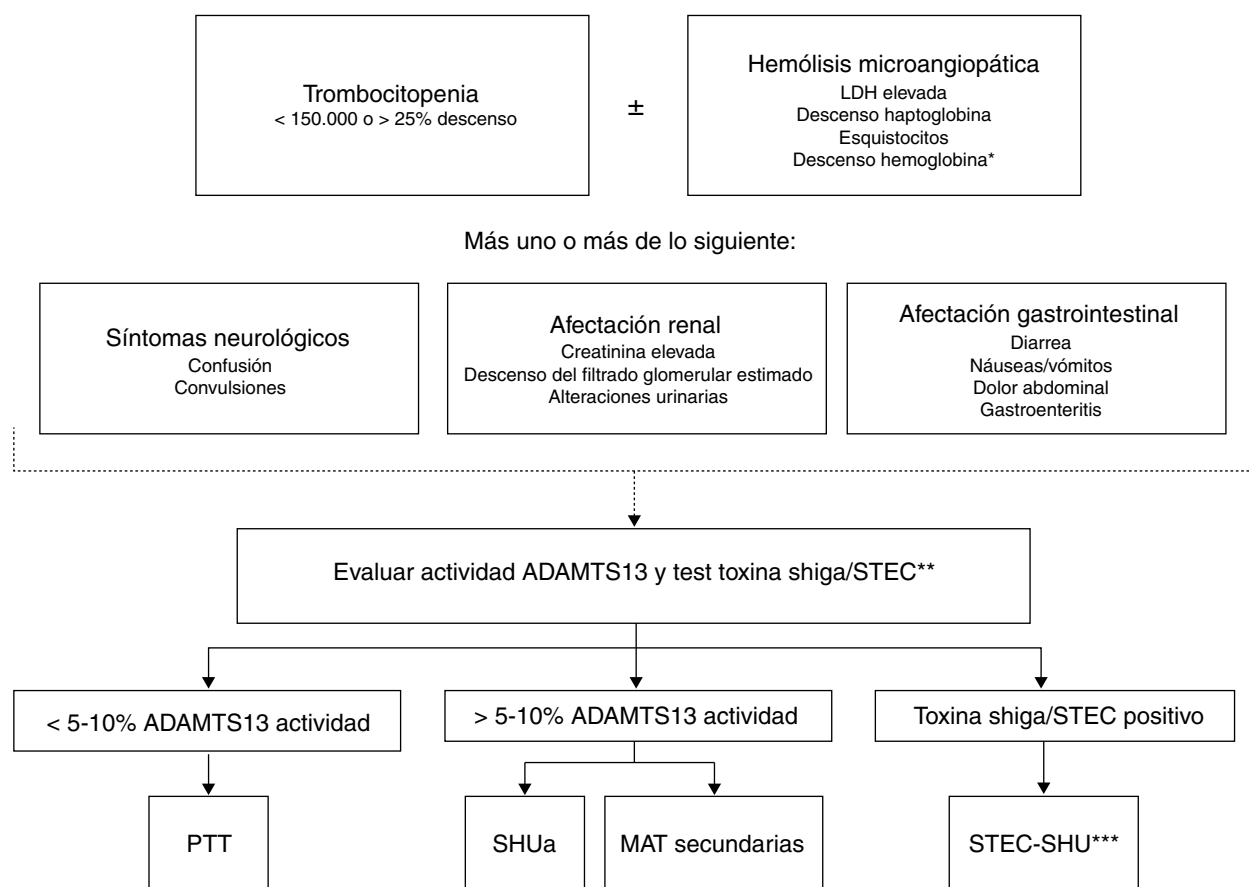 Trombocitopenia
< 150.000 o > 25% descenso
±
Hemólisis microangiopática
LDH elevada
Descenso haptoglobina
Esquistocitos
Descenso hemoglobina*
Más uno o más de lo siguiente:
Síntomas neurológicos
Confusión
Convulsiones
Afectación renal
Creatinina elevada
Descenso del filtrado glomerular estimado
Alteraciones urinarias
Afectación gastrointestinal
Diarrea
Náuseas/vómitos
Dolor abdominal
Gastroenteritis
Evaluar actividad ADAMTS13 y test toxina shiga/STEC**
< 5-10% ADAMTS13 actividad
> 5-10% ADAMTS13 actividad
Toxina shiga/STEC positivo
PTT
SHUa
MAT secundarias
STEC-SHU***